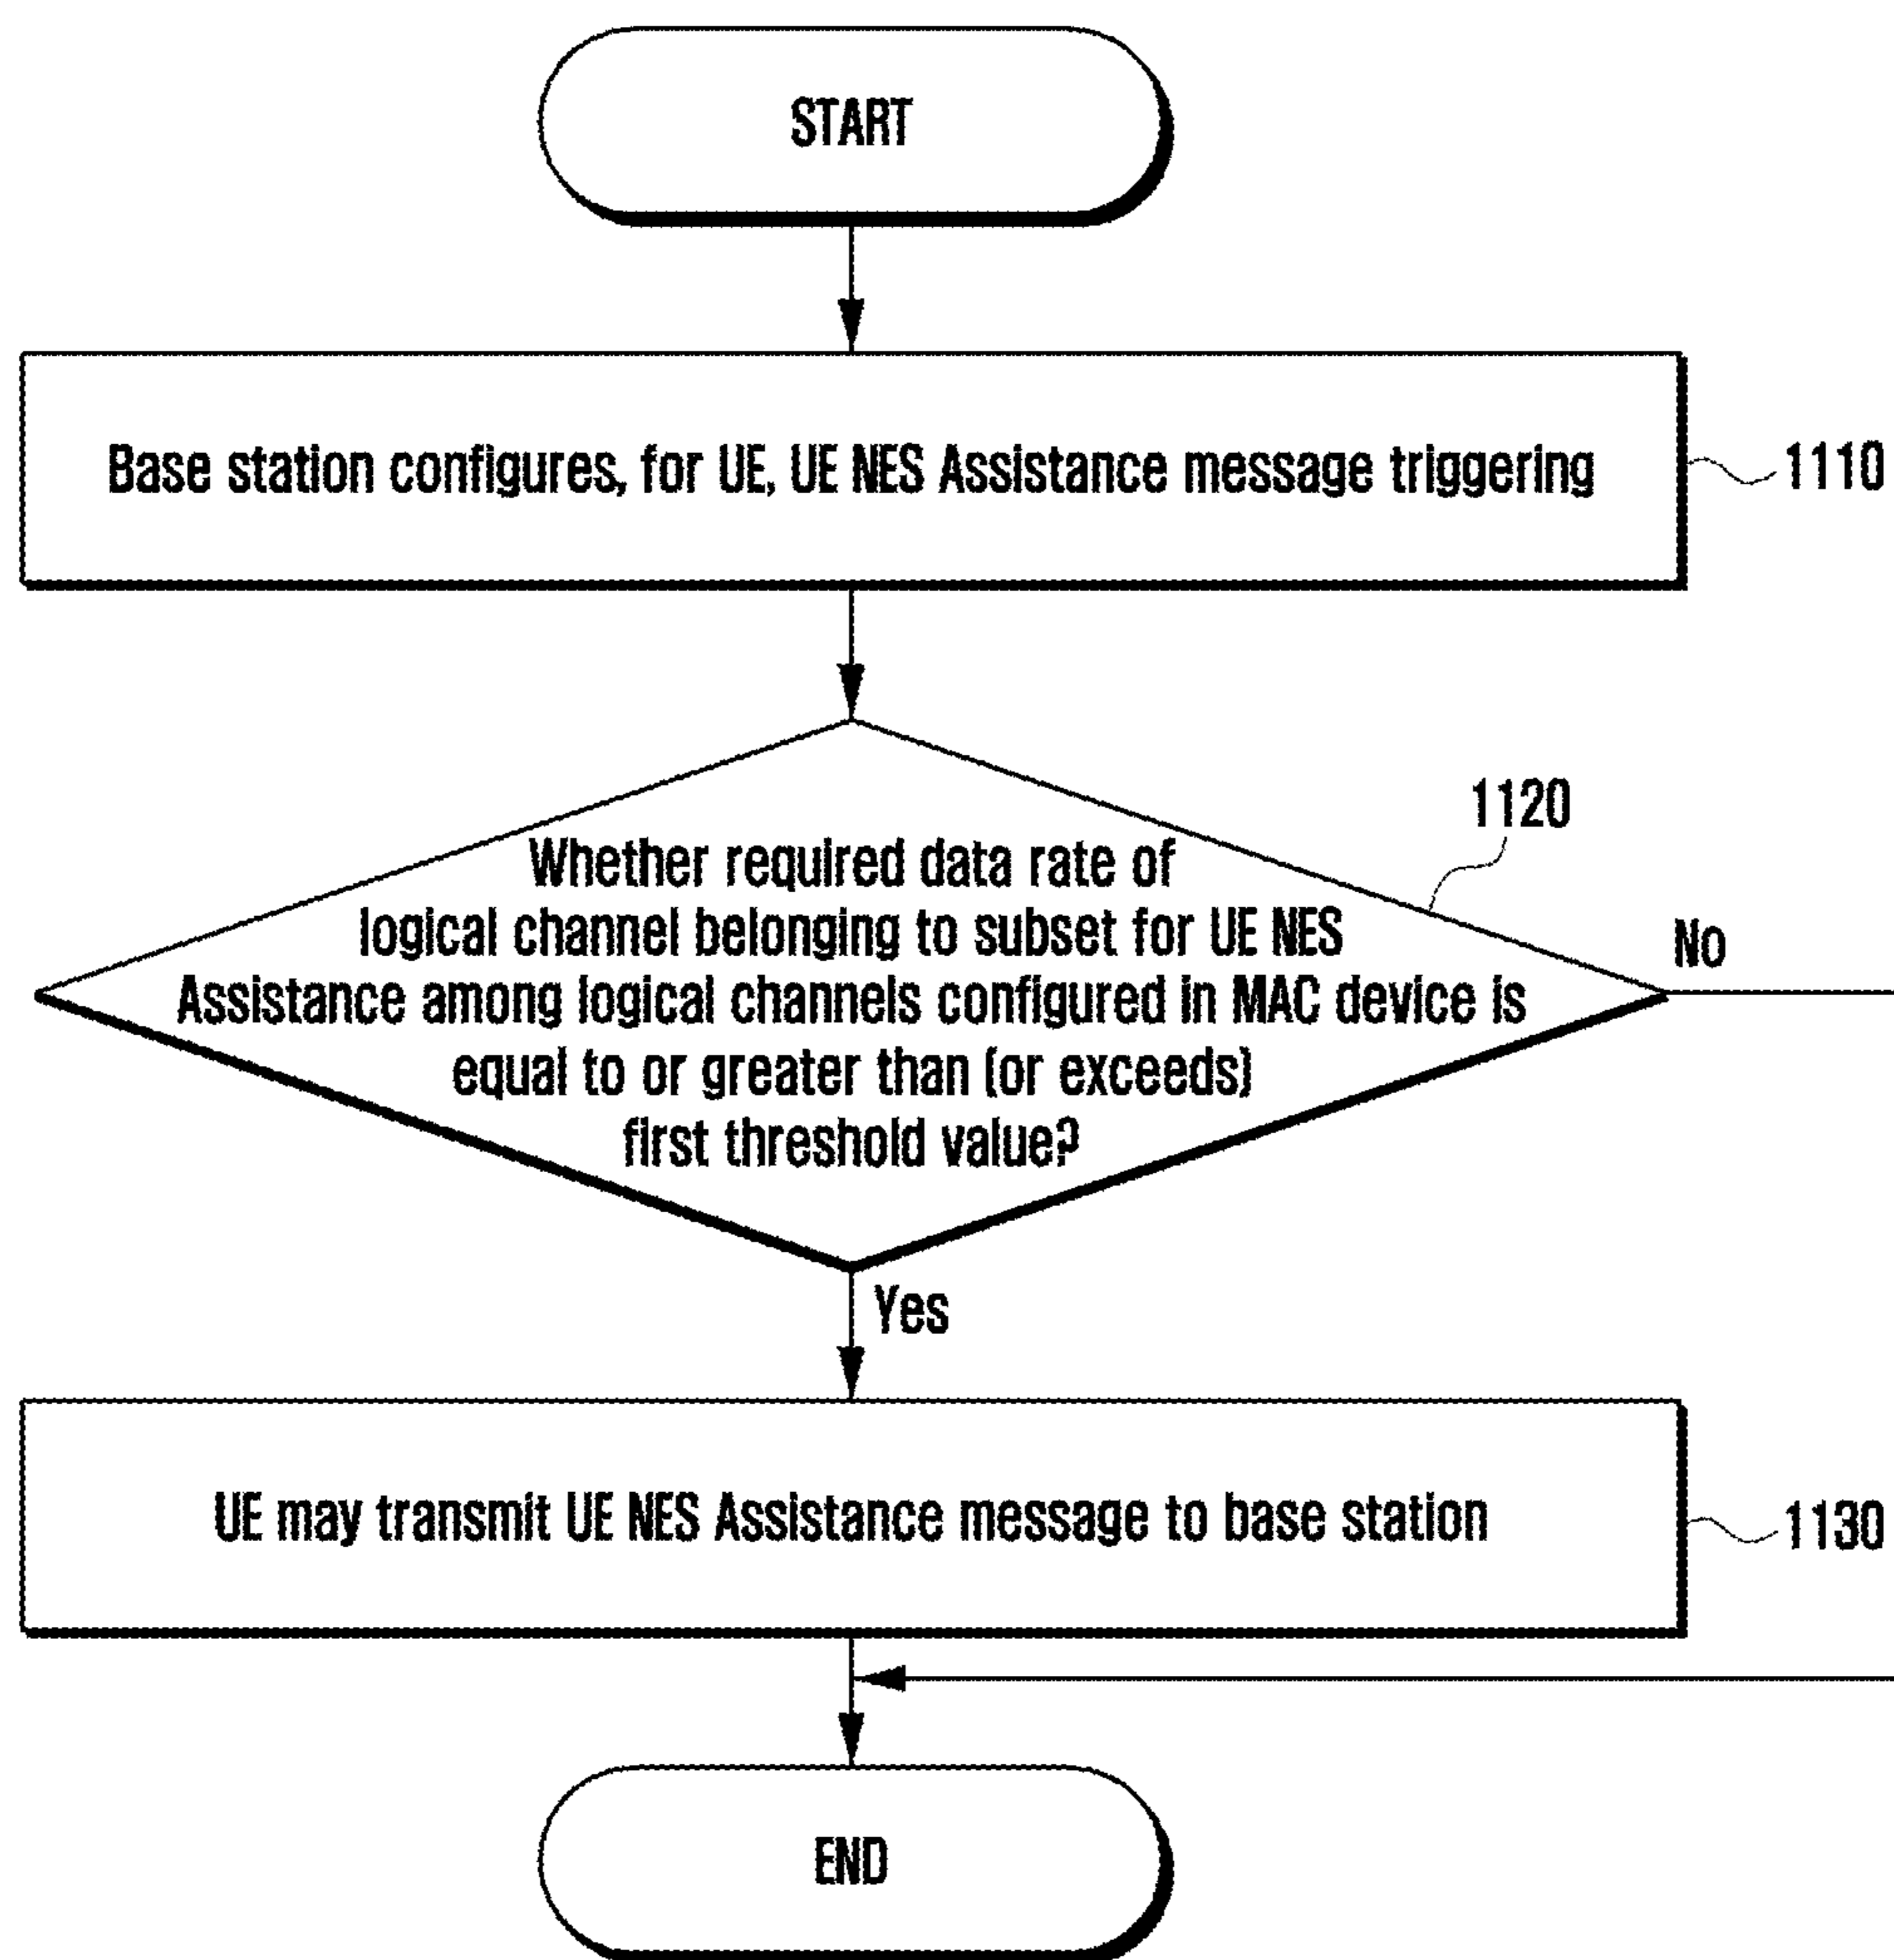 START
Base station configures, for UE, UE NES Assistance message triggering
1110
1120
Whether required data rate of
logical channel belonging to subset for UE NES
Assistance among logical channels configured in MAC device is
equal to or greater than (or exceeds)
first threshold value?
No
Yes
UE may transmit UE NES Assistance message to base station
1130
END